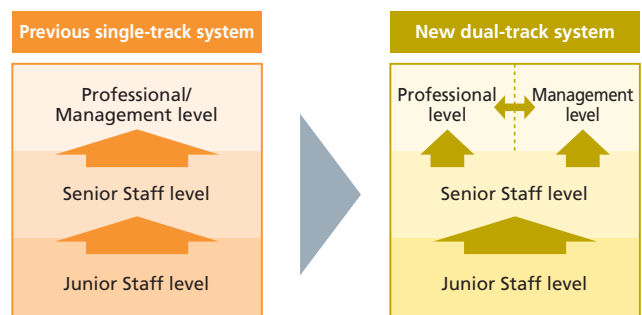 Previous single-track system
Professional/
Management level
Senior Staff level
Junior Staff level
New dual-track system
Professional
level
Management
level
Senior Staff level
Junior Staff level